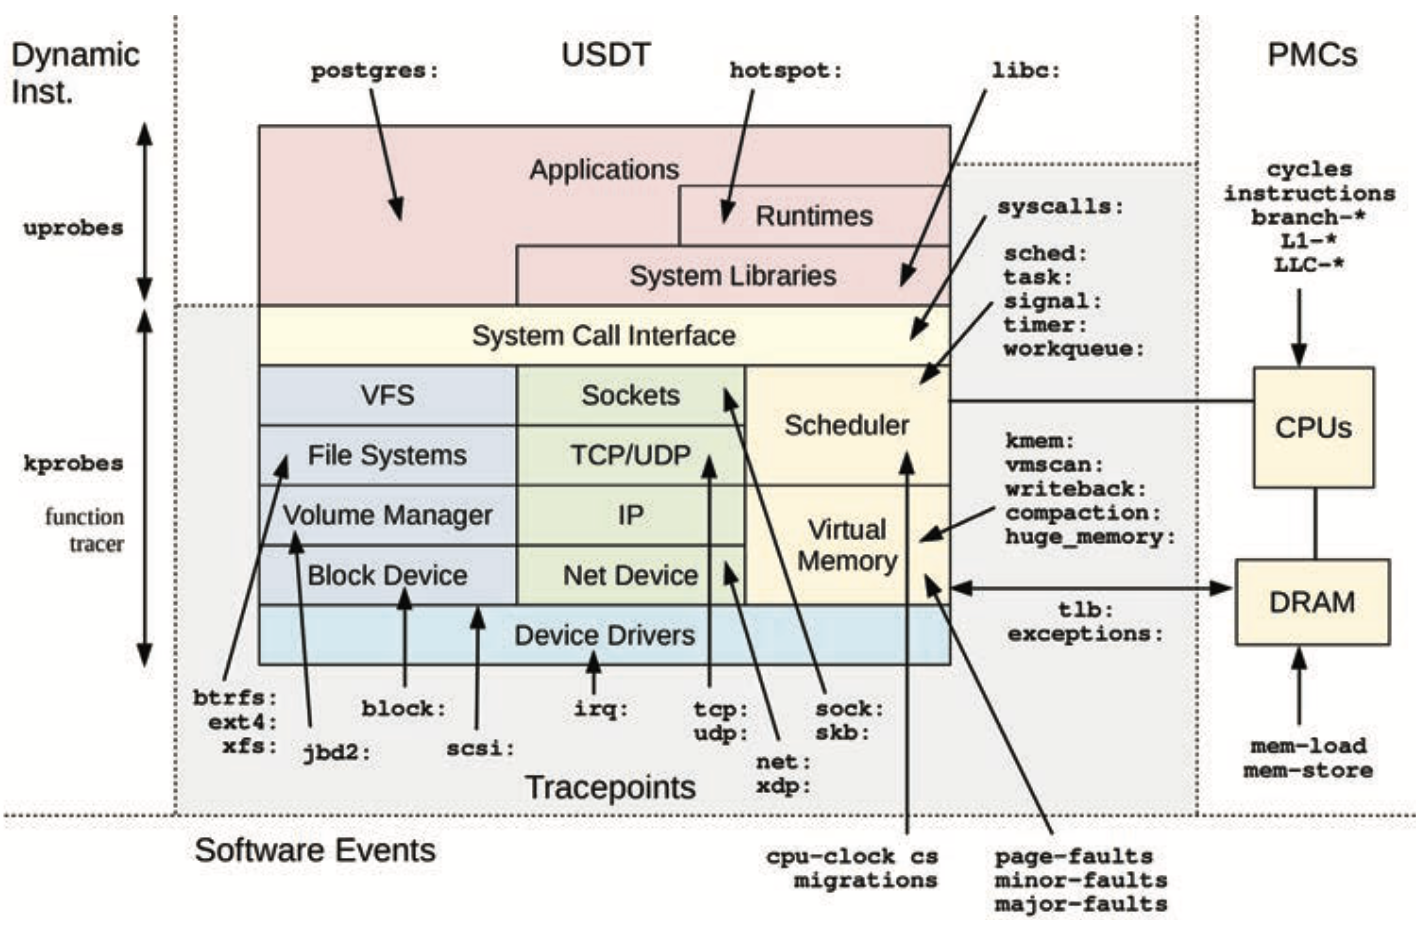 Dynamic
Inst.
USDT
PMCs
postgres:
hotspot:
libc:
Applications
Runtimes
System Libraries
uprobes
syscalls:
sched:
task:
signal:
timer:
workqueue:
cycles
instructions
branch-*
L1-*
LLC-*
System Call Interface
VFS
Sockets
Scheduler
CPUs
File Systems
TCP/UDP
kprobes
function
tracer
Volume Manager
IP
Virtual
Memory
kmem:
vmscan:
writeback:
compaction:
huge_memory:
Block Device
Net Device
DRAM
tlb:
exceptions:
Device Drivers
btrfs:
ext4:
xfs:
jbd2:
block:
scsi:
irq:
tcp:
udp:
sock:
skb:
net:
xdp:
mem-load
mem-store
Tracepoints
Software Events
cpu-clock cs
migrations
page-faults
minor-faults
major-faults